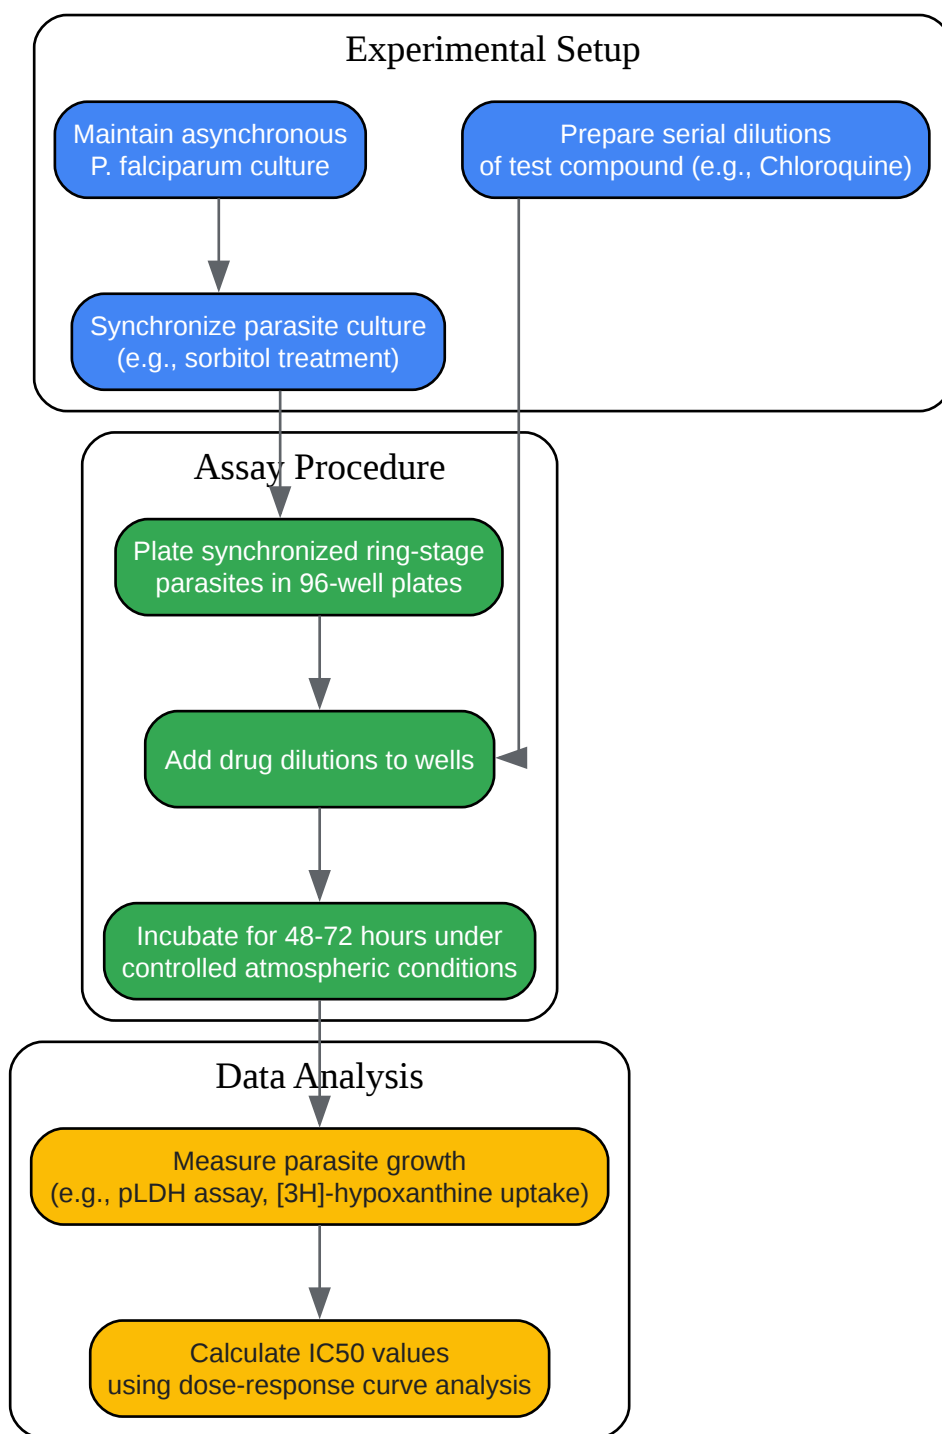 Experimental Setup
Maintain asynchronous
P. falciparum culture
Prepare serial dilutions
of test compound (e.g., Chloroquine)
Synchronize parasite culture
(e.g., sorbitol treatment)
Assay Procedure
Plate synchronized ring-stage
parasites in 96-well plates
Add drug dilutions to wells
Incubate for 48-72 hours under
controlled atmospheric conditions
Data Analysis
Measure parasite growth
(e.g., pLDH assay, [3H]-hypoxanthine uptake)
Calculate IC50 values
using dose-response curve analysis